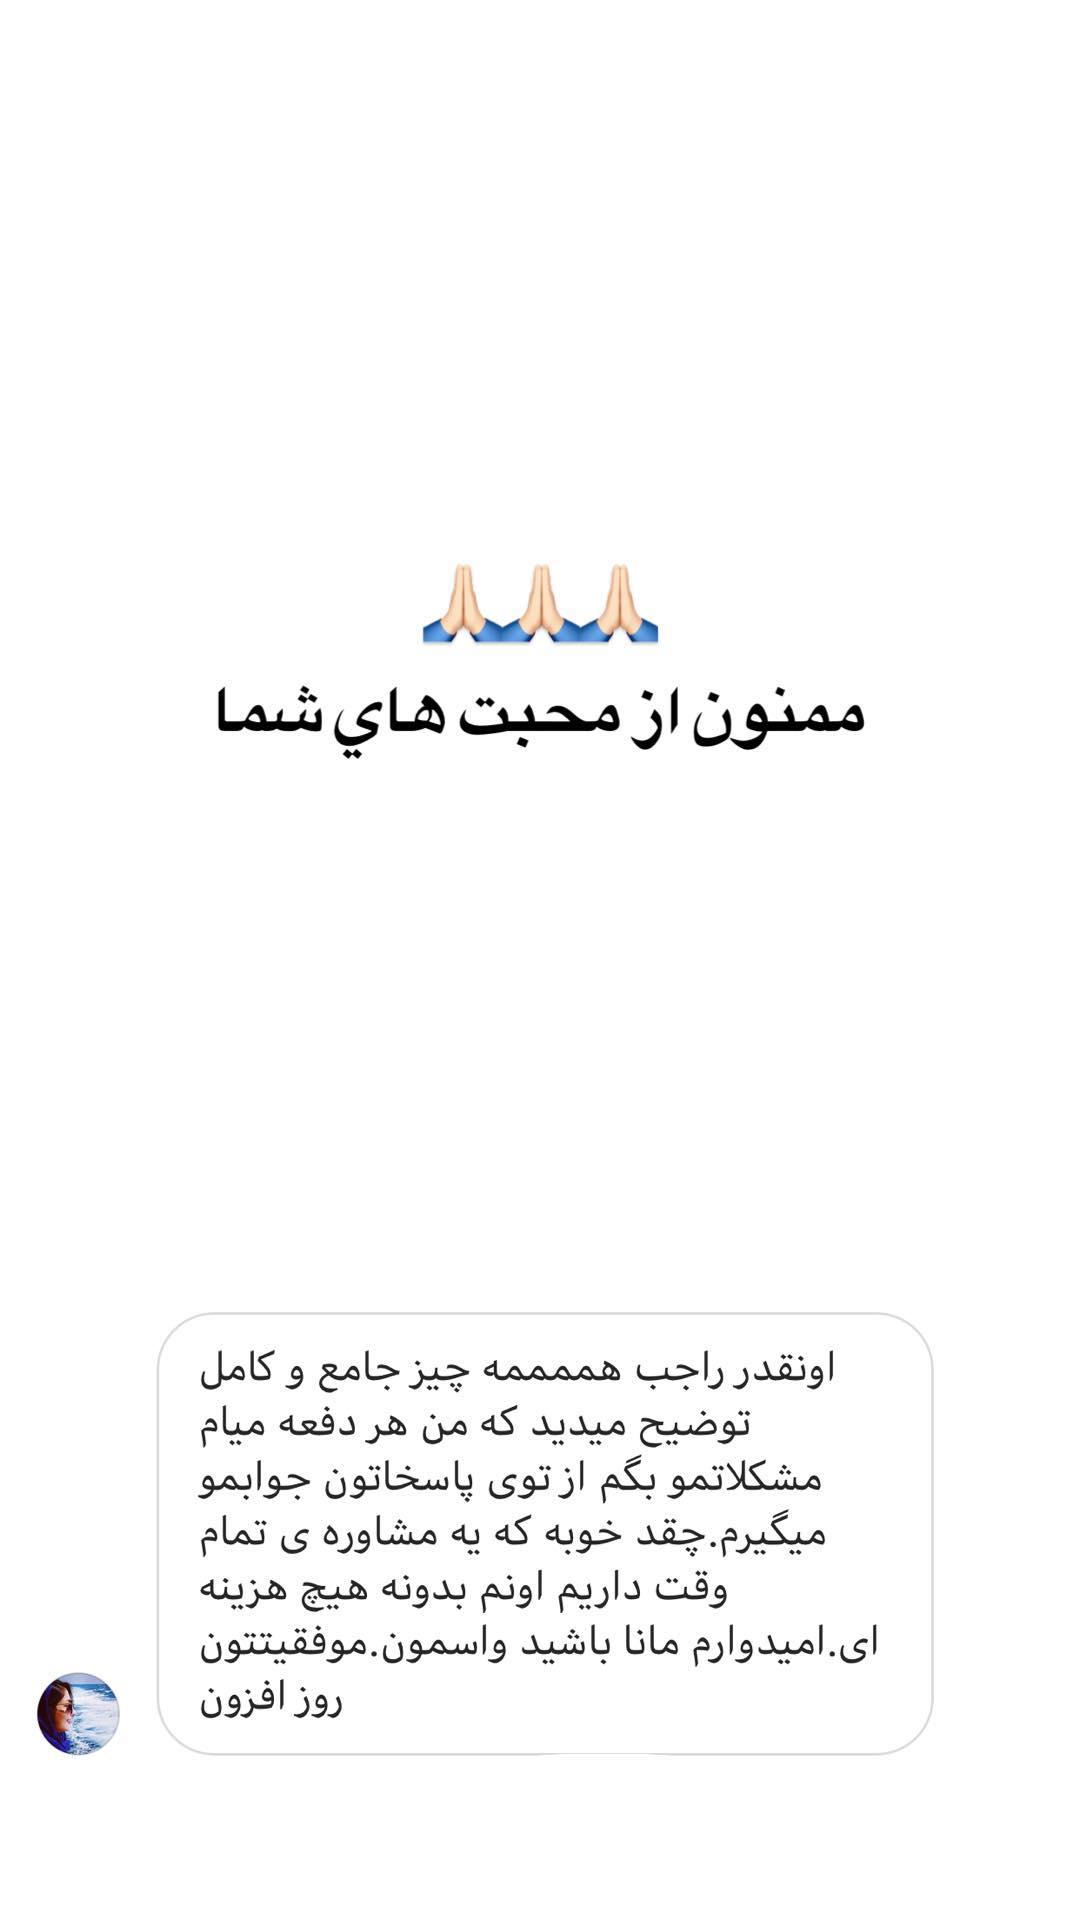 🙏🏻🙏🏻🙏🏻
ممنون از محبت هاي شما
اونقدر راجب هممممه چیز جامع و کامل
توضیح میدید که من هر دفعه میام
مشکلاتمو بگم از توی پاسخاتون جوابمو
میگیرم.چقد خوبه که یه مشاوره ی تمام
وقت داریم اونم بدونه هیچ هزینه
ای.امیدوارم مانا باشید واسمون.موفقیتتون
روز افزون